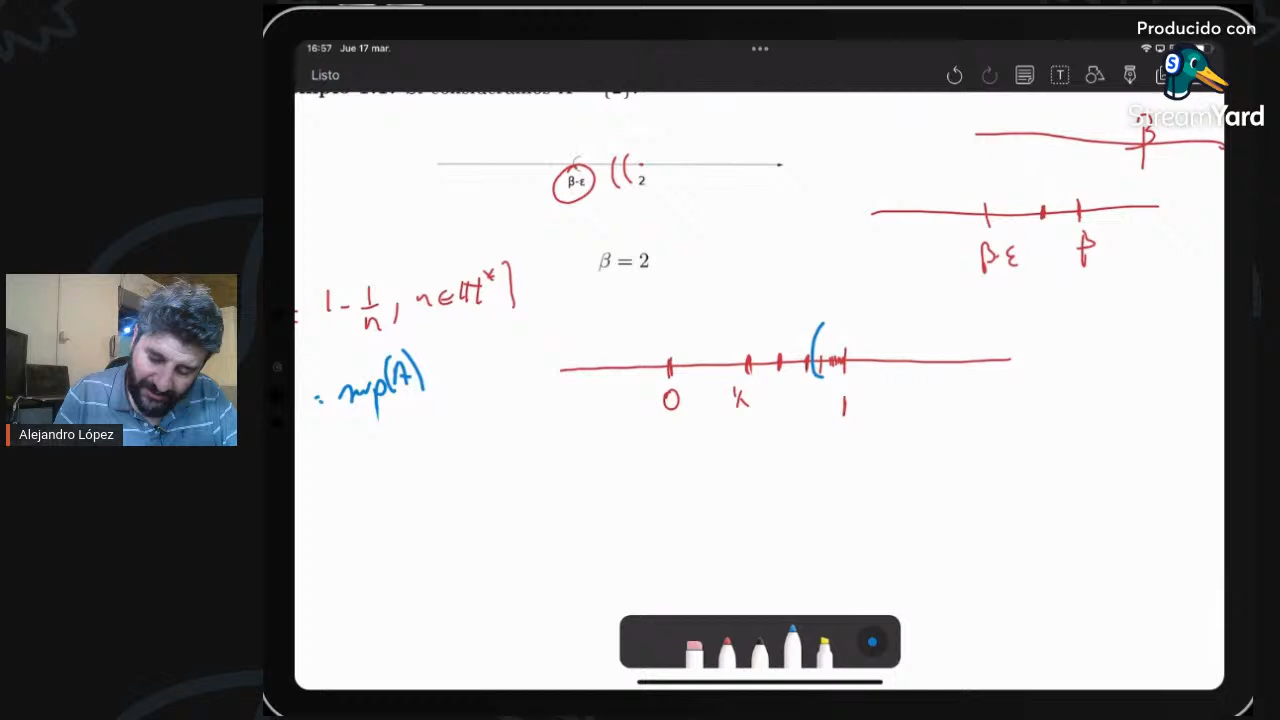 Producido con
StreamYard
16:57 Jue 17 mar.
Listo
T
S
β
β-ε
((
2
β-ε
β
β = 2
1 - 1/n, n ∈ ℕ* }
(
= sup(A)
0 ½ 1
Alejandro López